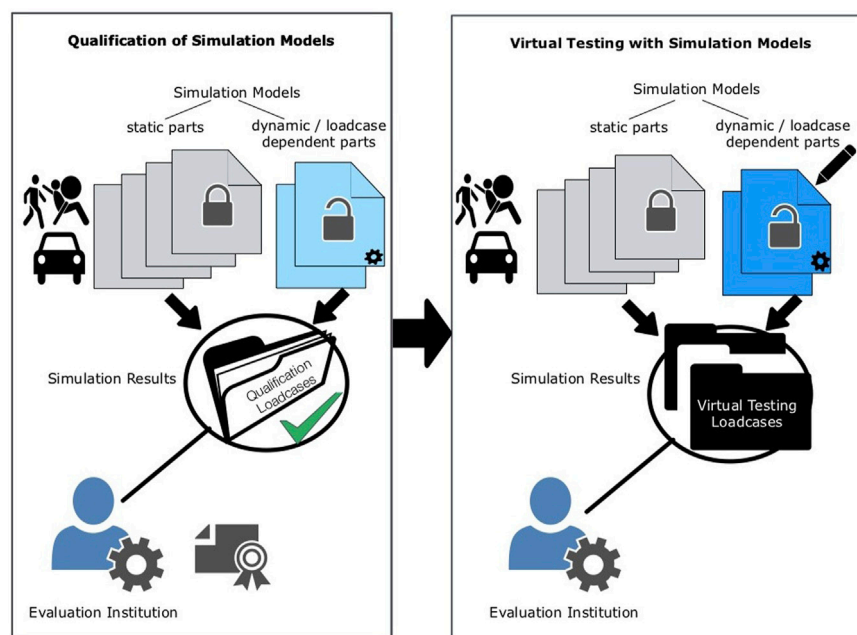 Qualification of Simulation Models
Simulation Models
static parts
dynamic / loadcase
dependent parts
Simulation Results
Qualification
Loadcases
Evaluation Institution
Virtual Testing with Simulation Models
Simulation Models
static parts
dynamic / loadcase
dependent parts
Simulation Results
Virtual Testing
Loadcases
Evaluation Institution